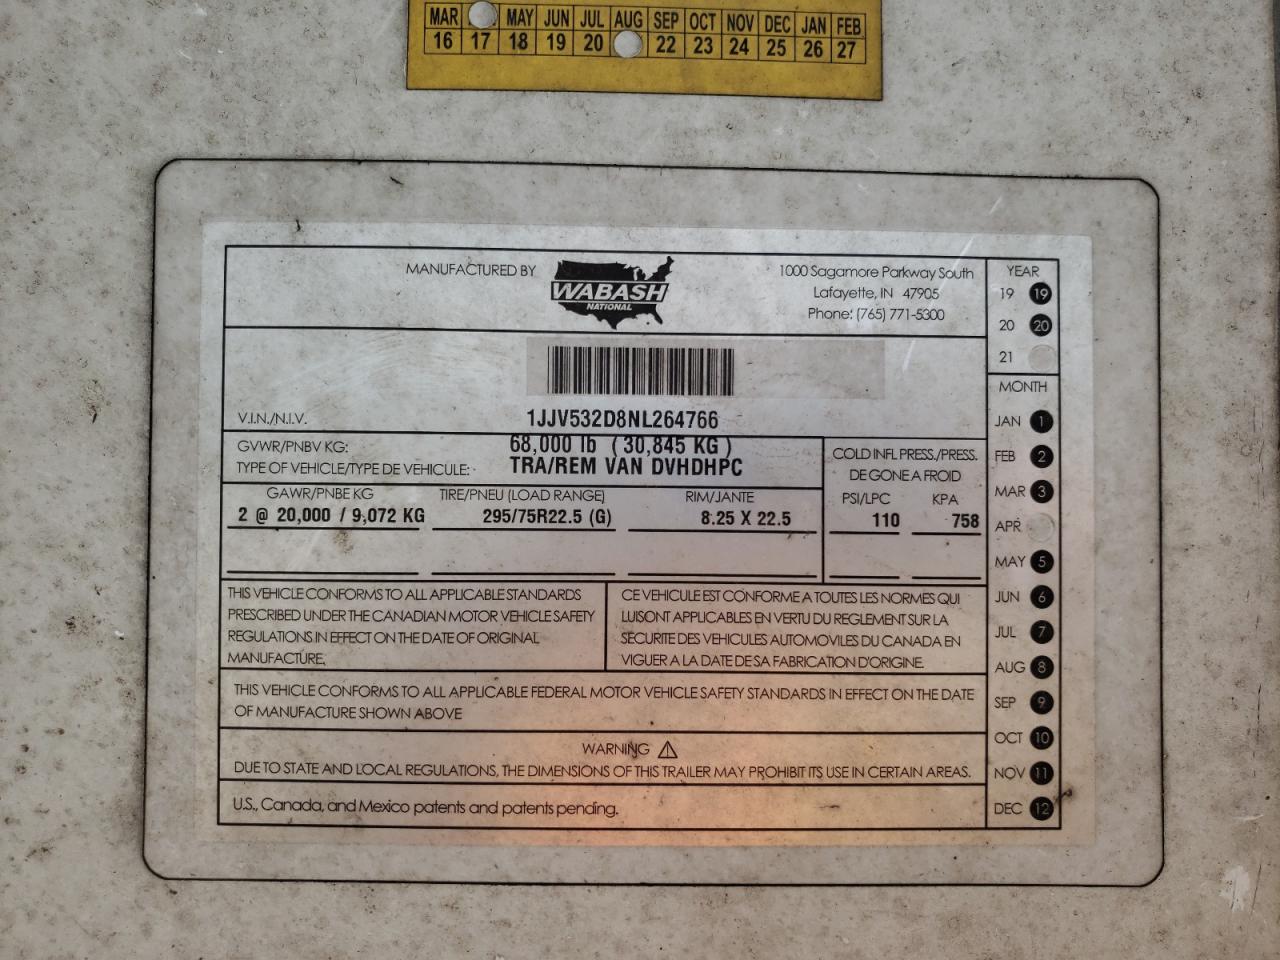 MAR MAY JUN JUL AUG SEP OCT NOV DEC JAN FEB
16 17 18 19 20 22 23 24 25 26 27
MANUFACTURED BY
WABASH
NATIONAL
1000 Sagamore Parkway South
Lafayette, IN 47905
Phone: (765) 771-5300
V.I.N./N.I.V.
1JJV532D8NL264766
GVWR/PNBV KG:
68,000 lb (30,845 KG)
TYPE OF VEHICLE/TYPE DE VEHICULE:
TRA/REM VAN DVHDHPC
COLD INFL PRESS./PRESS.
DE GONE A FROID
GAWR/PNBE KG TIRE/PNEU (LOAD RANGE) RIM/JANTE PSI/LPC KPA
2 @ 20,000 / 9,072 KG 295/75R22.5 (G) 8.25 X 22.5 110 758
THIS VEHICLE CONFORMS TO ALL APPLICABLE STANDARDS
PRESCRIBED UNDER THE CANADIAN MOTOR VEHICLE SAFETY
REGULATIONS IN EFFECT ON THE DATE OF ORIGINAL
MANUFACTURE.
CE VEHICULE EST CONFORME A TOUTES LES NORMES QUI
LUISONT APPLICABLES EN VERTU DU REGLEMENT SUR LA
SECURITE DES VEHICULES AUTOMOVILES DU CANADA EN
VIGUER A LA DATE DE SA FABRICATION D'ORIGINE.
THIS VEHICLE CONFORMS TO ALL APPLICABLE FEDERAL MOTOR VEHICLE SAFETY STANDARDS IN EFFECT ON THE DATE
OF MANUFACTURE SHOWN ABOVE
WARNING
DUE TO STATE AND LOCAL REGULATIONS, THE DIMENSIONS OF THIS TRAILER MAY PROHIBIT ITS USE IN CERTAIN AREAS.
U.S., Canada, and Mexico patents and patents pending.
YEAR
19 19
20 20
21
MONTH
JAN 1
FEB 2
MAR 3
APR
MAY 5
JUN 6
JUL 7
AUG 8
SEP 9
OCT 10
NOV 11
DEC 12